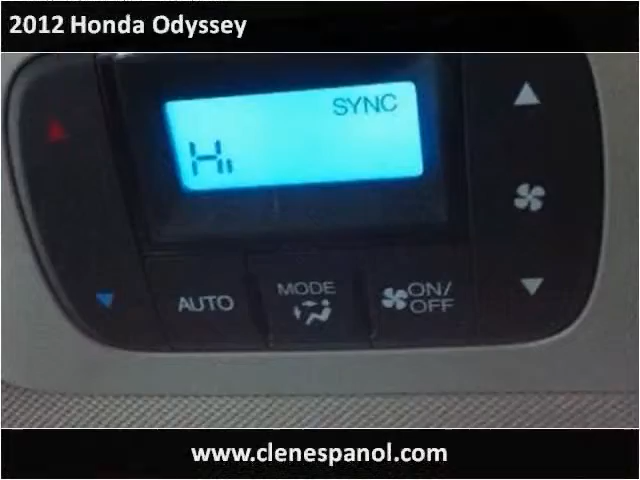 2012 Honda Odyssey
SYNC
Hi
AUTO
MODE
ON/
OFF
www.clenespanol.com